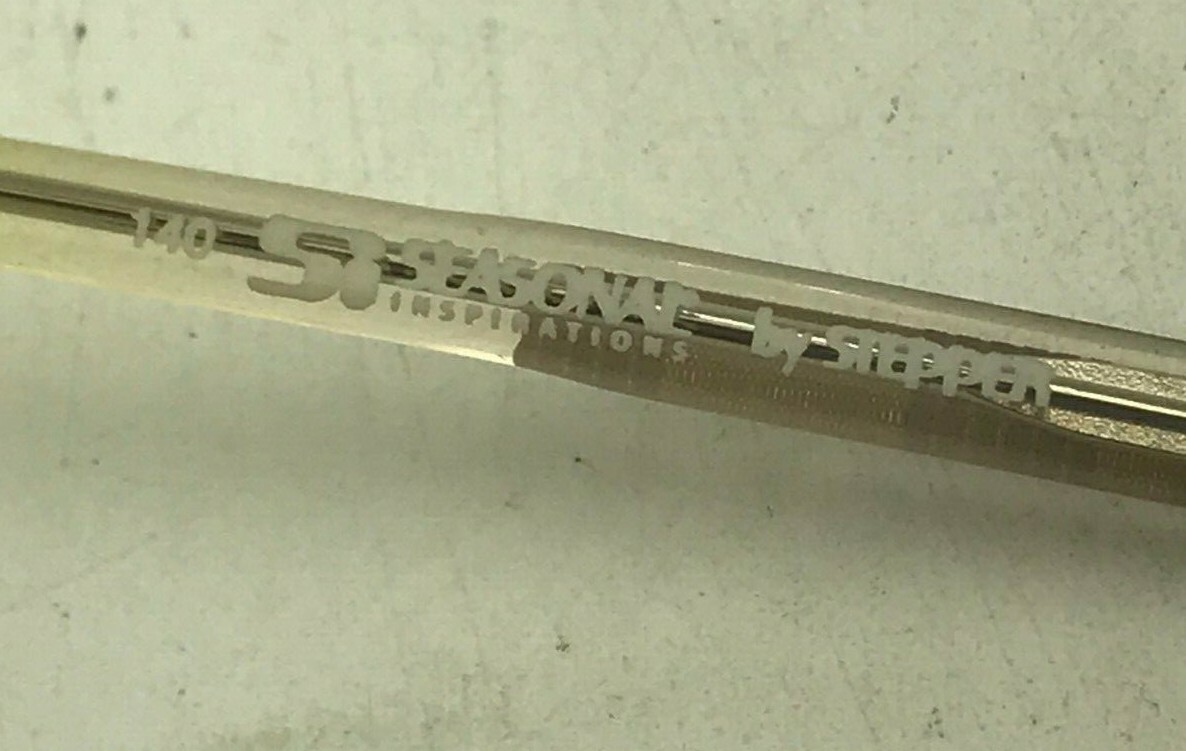 140 Si SEASONAL by STEPPER
INSPIRATIONS